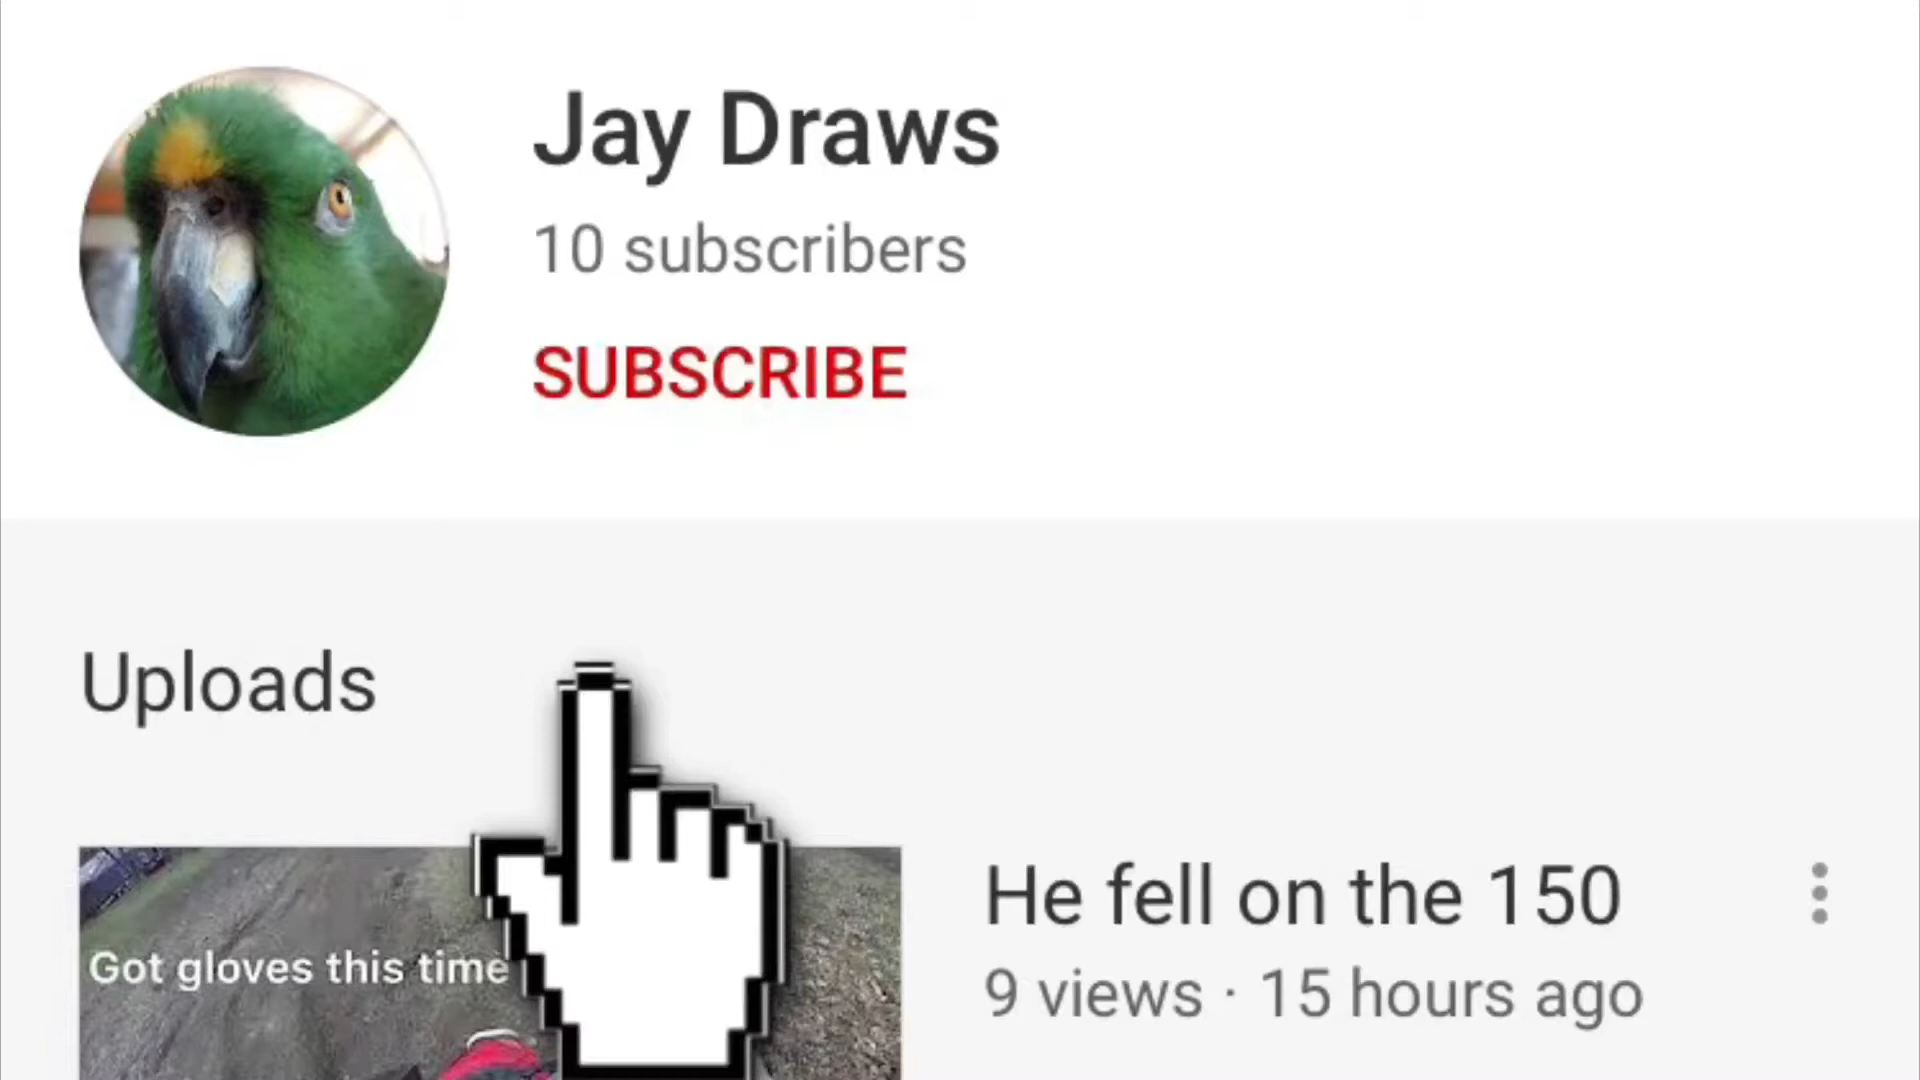 Jay Draws
10 subscribers
SUBSCRIBE
Uploads
He fell on the 150
9 views · 15 hours ago
Got gloves this time